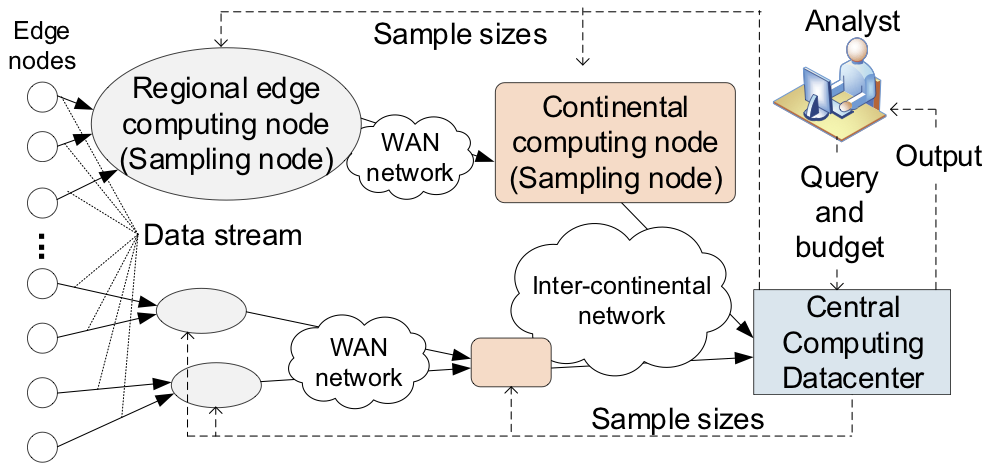 Edge
nodes
Sample sizes
Analyst
Regional edge
computing node
(Sampling node)
WAN
network
Continental
computing node
(Sampling node)
Output
Query
and
budget
Data stream
...
Inter-continental
network
Central
Computing
Datacenter
WAN
network
Sample sizes